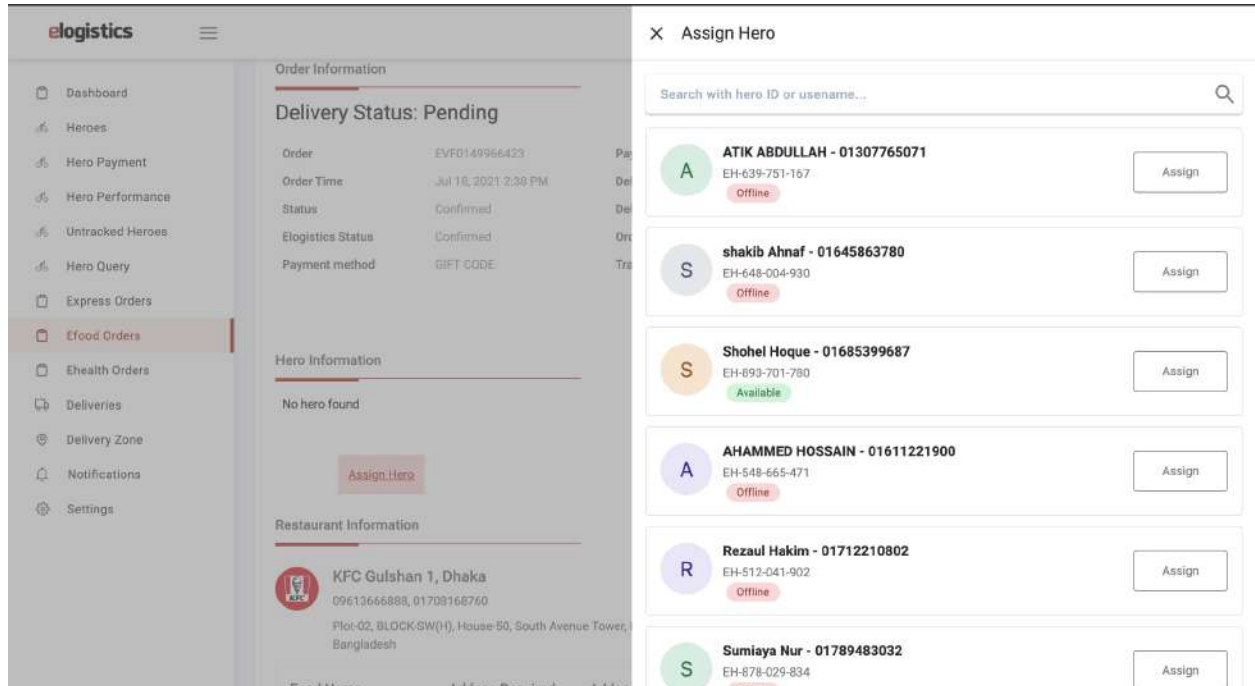 elogistics
Dashboard
Heroes
Hero Payment
Hero Performance
Untracked Heroes
Hero Query
Express Orders
Efood Orders
Ehealth Orders
Deliveries
Delivery Zone
Notifications
Settings
Order Information
Delivery Status: Pending
Order EVF0149966423 Pay
Order Time Jul 18, 2021 2:38 PM Del
Status Confirmed Del
Elogistics Status Confirmed Ord
Payment method GIFT CODE Tra
Hero Information
No hero found
Assign Hero
Restaurant Information
KFC
KFC Gulshan 1, Dhaka
09613666888, 01708168760
Plot-02, BLOCK-SW(H), House-50, South Avenue Tower,
Bangladesh
Assign Hero
Search with hero ID or usename...
A
ATIK ABDULLAH - 01307765071
EH-639-751-167
Offline
Assign
S
shakib Ahnaf - 01645863780
EH-648-004-930
Offline
Assign
S
Shohel Hoque - 01685399687
EH-893-701-780
Available
Assign
A
AHAMMED HOSSAIN - 01611221900
EH-548-665-471
Offline
Assign
R
Rezaul Hakim - 01712210802
EH-512-041-902
Offline
Assign
S
Sumiaya Nur - 01789483032
EH-878-029-834
Assign